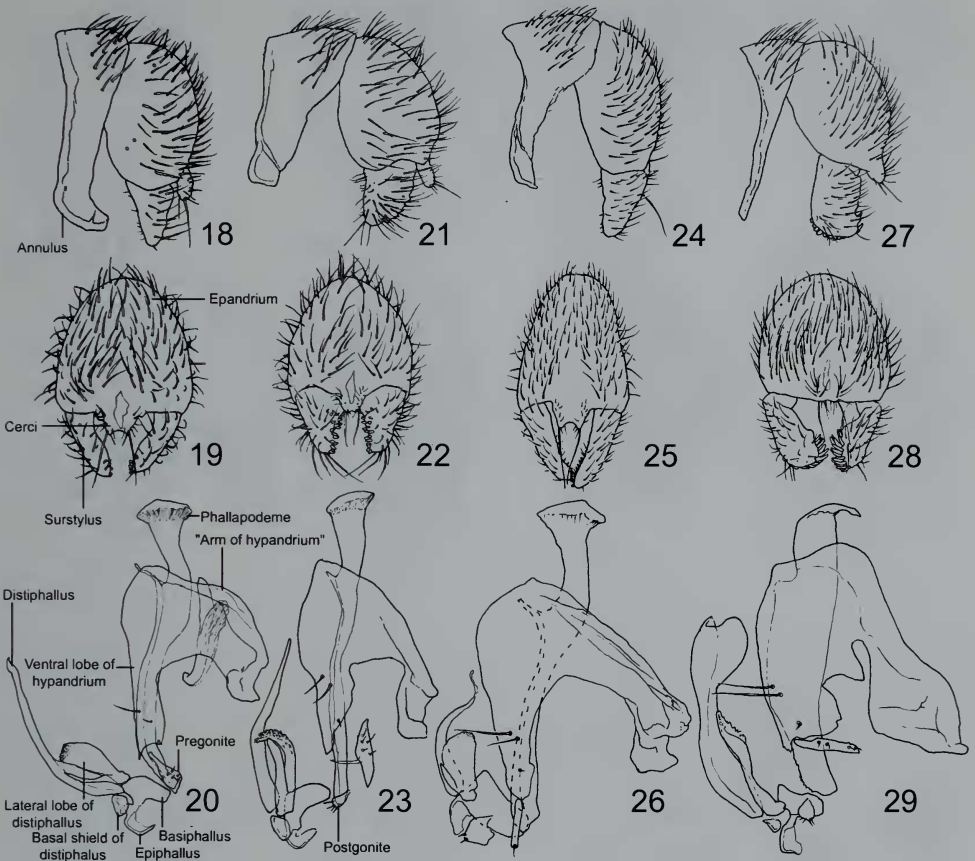 18
21
24
27
Annulus
Epandrium
Cerci
19
22
25
28
Surstylus
Phallapodeme
"Arm of hypandrium"
Distiphallus
Ventral lobe of
hypandrium
Pregonite
20
23
26
29
Lateral lobe of
distiphallus
Basal shield of
distiphalus
Epiphallus
Basiphallus
Postgonite